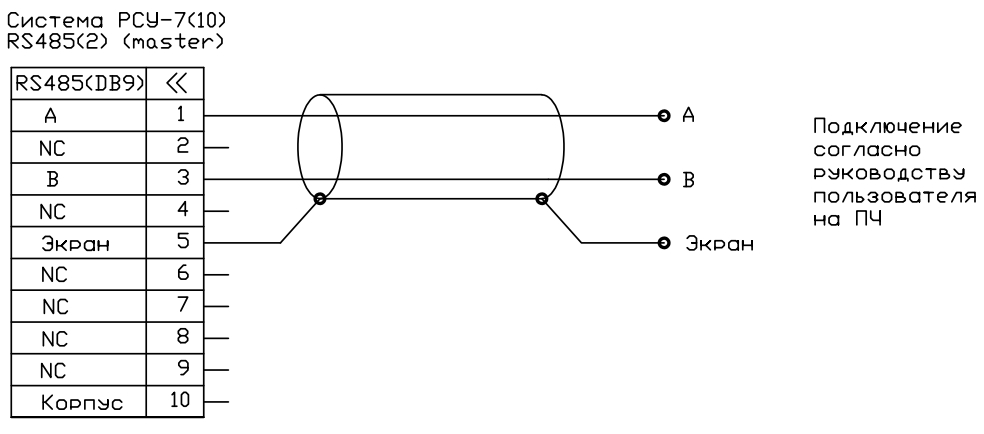 Система РСУ-7(10)
RS485(2) (master)
RS485(DB9) <<
A 1
NC 2
B 3
NC 4
Экран 5
NC 6
NC 7
NC 8
NC 9
Корпус 10
A
B
Экран
Подключение
согласно
руководству
пользователя
на ПЧ